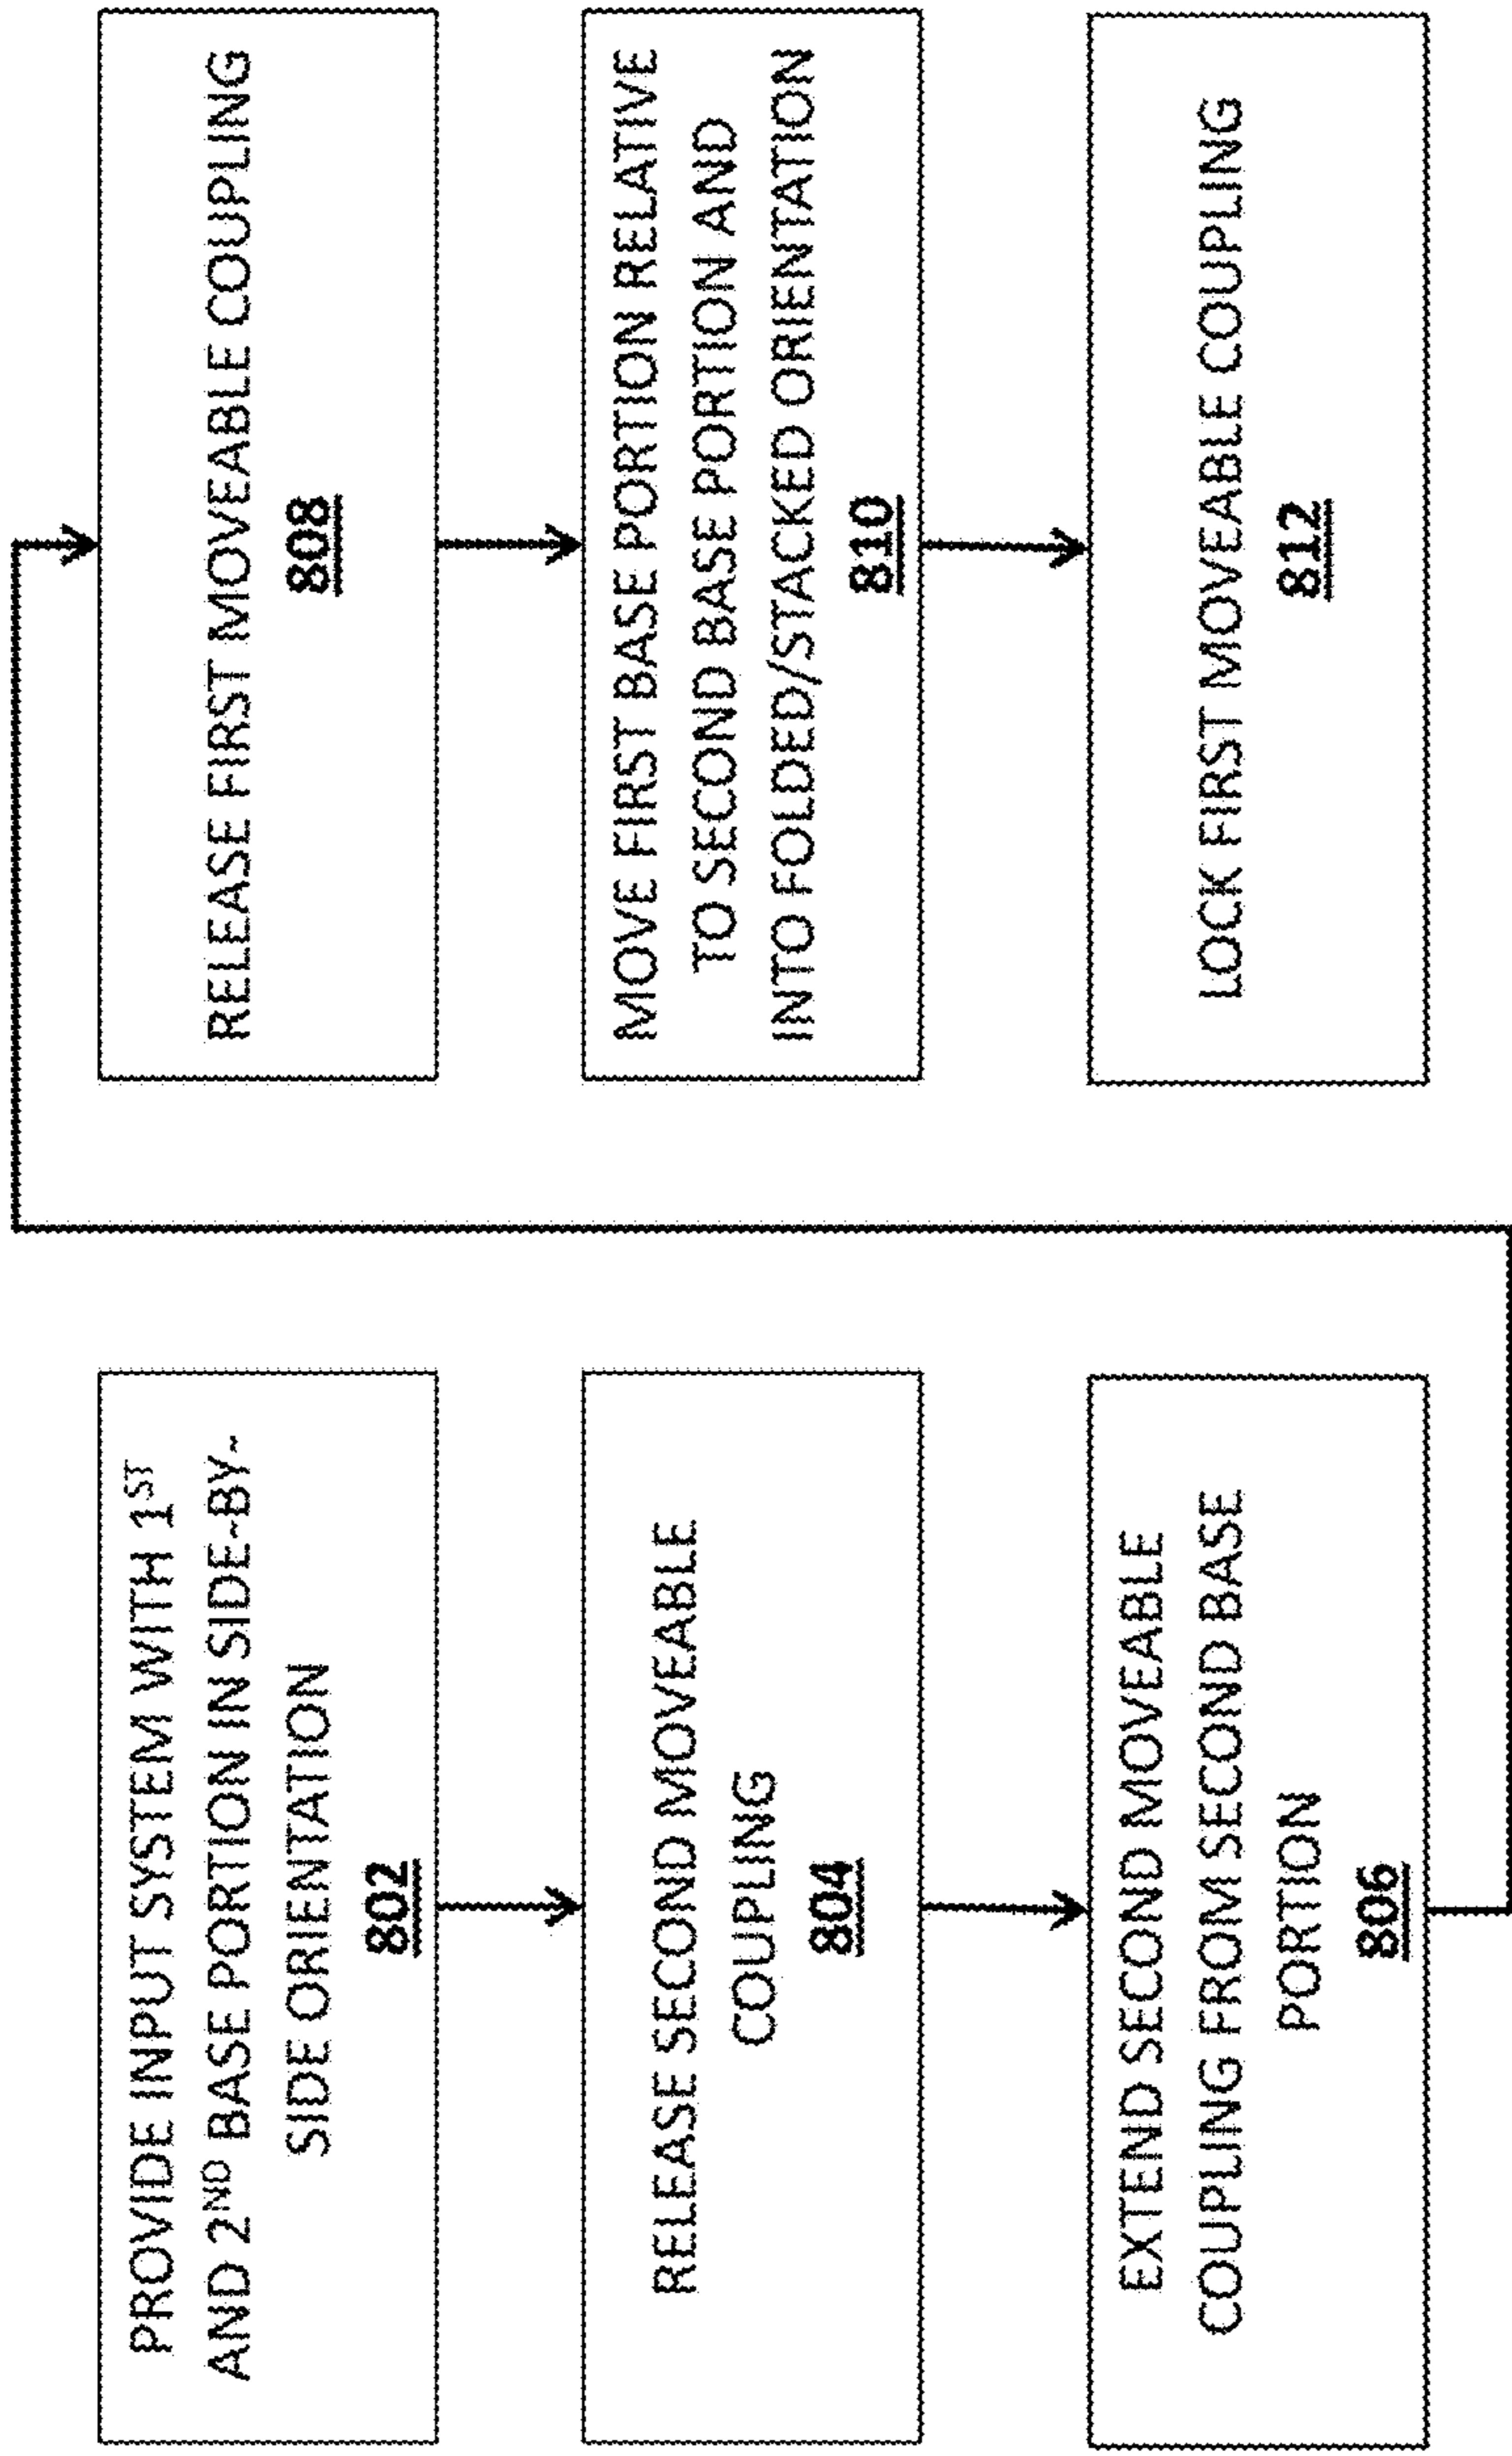 PROVIDE INPUT SYSTEM WITH 1ST
AND 2ND BASE PORTION IN SIDE-BY-
SIDE ORIENTATION
802
RELEASE SECOND MOVEABLE
COUPLING
804
EXTEND SECOND MOVEABLE
COUPLING FROM SECOND BASE
PORTION
806
RELEASE FIRST MOVEABLE COUPLING
808
MOVE FIRST BASE PORTION RELATIVE
TO SECOND BASE PORTION AND
INTO FOLDED/STACKED ORIENTATION
810
LOCK FIRST MOVEABLE COUPLING
812